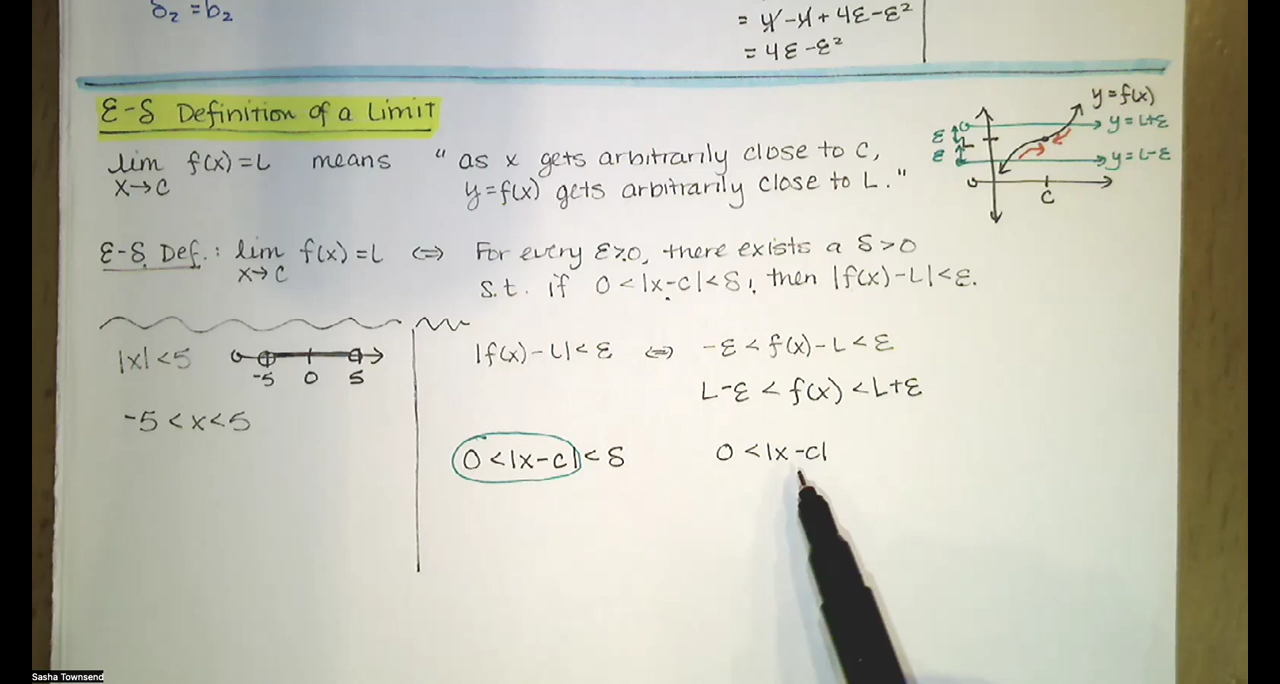 δ₂ = b₂
= 4 - 4 + 4ε - ε²
= 4ε - ε²
ε-δ Definition of a Limit
lim f(x) = L means " as x gets arbitrarily close to c,
x→c
y = f(x) gets arbitrarily close to L. "
y = f(x)
y = L+ε
y = L-ε
ε
ε
L
c
ε-δ Def.: lim f(x) = L ⇔ For every ε>0, there exists a δ>0
x→c
s.t. if 0 < |x-c| < δ, then |f(x)-L| < ε.
|x| < 5
-5 0 5
-5 < x < 5
|f(x)-L| < ε ⇔ -ε < f(x)-L < ε
L-ε < f(x) < L+ε
0 < |x-c| < δ
0 < |x-c|
Sasha Townsend